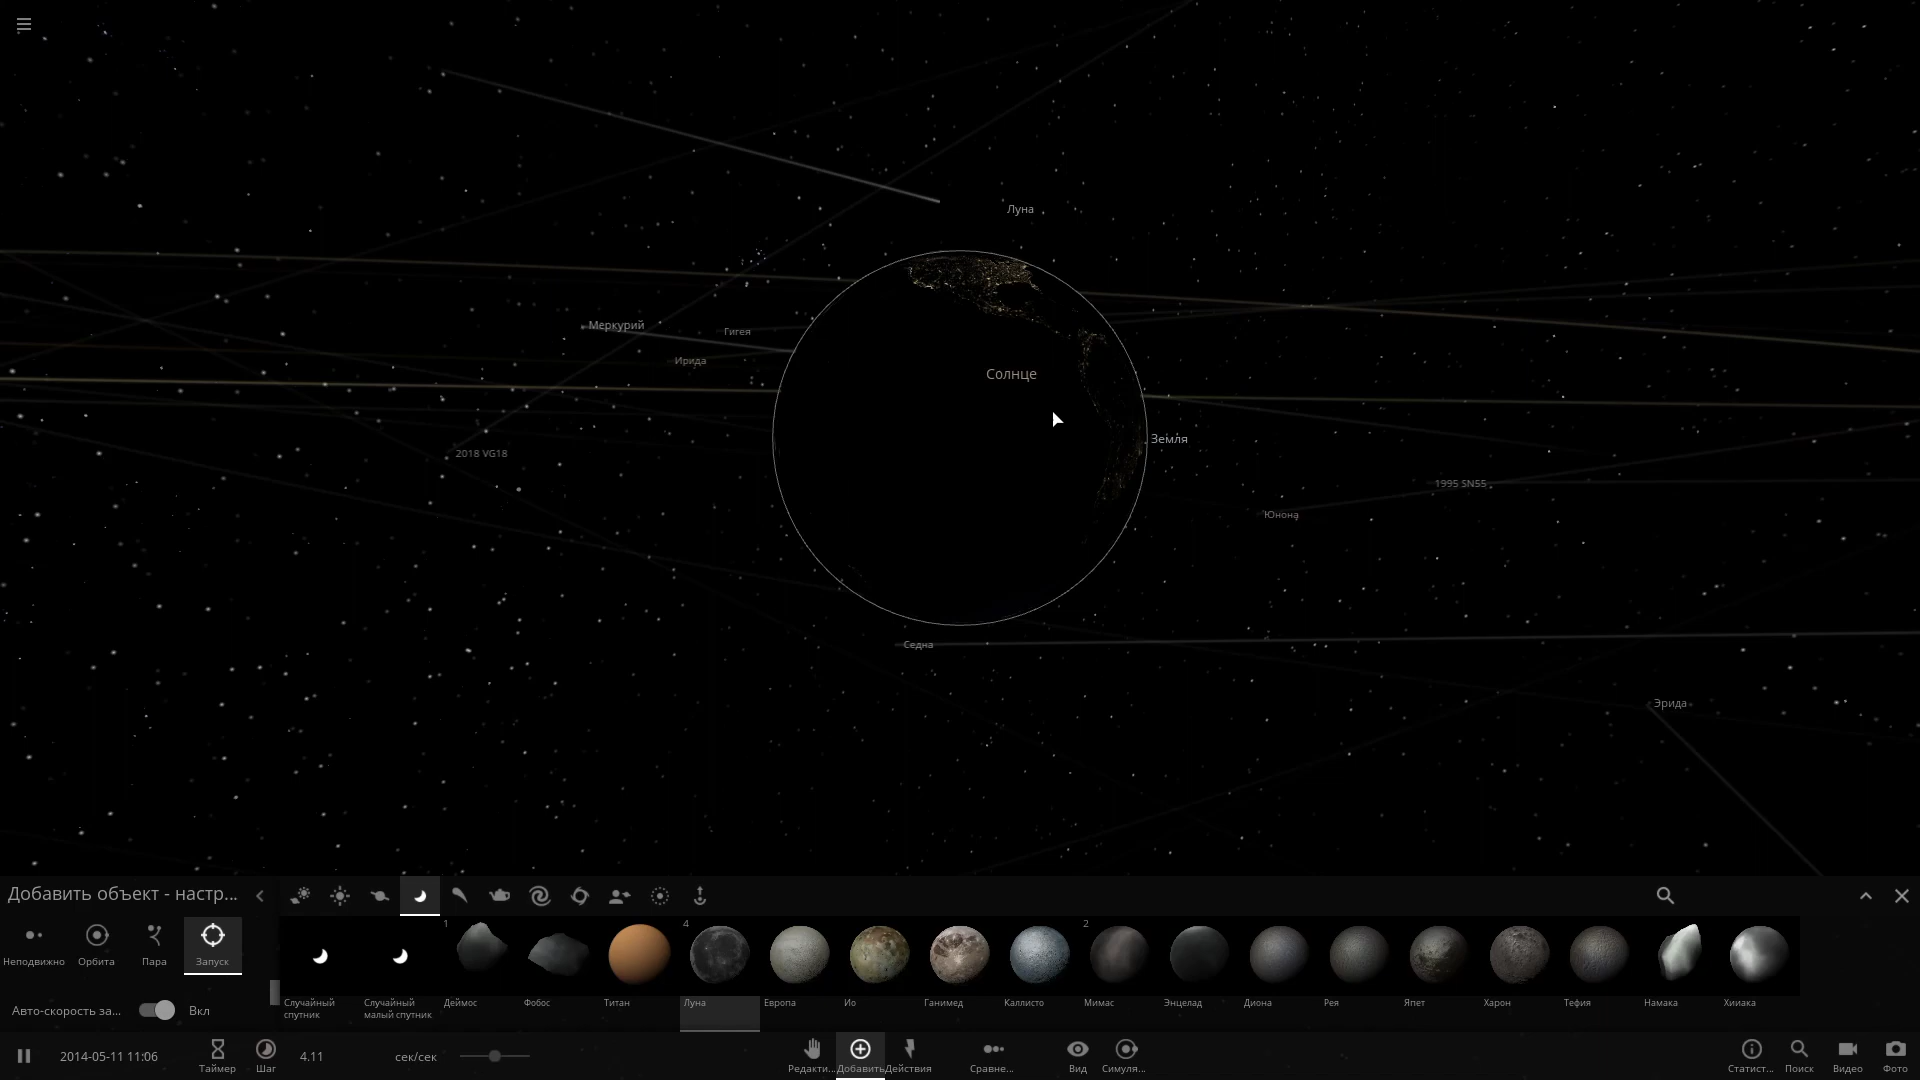 Луна
Меркурий
Гигея
Ирида
Солнце
Земля
2018 VG18
1995 SN55
Юнона
Седна
Эрида
Добавить объект - настр...
Неподвижно
Орбита
Пара
Запуск
Авто-скорость за...
Вкл
1
4
2
Случайный
спутник
Случайный
малый спутник
Деймос
Фобос
Титан
Луна
Европа
Ио
Ганимед
Каллисто
Мимас
Энцелад
Диона
Рея
Япет
Харон
Тефия
Намака
Хииака
2014-05-11 11:06
Таймер
Шаг
4.11
сек/сек
Редакти...
Добавить
Действия
Сравне...
Вид
Симуля...
Статист...
Поиск
Видео
Фото